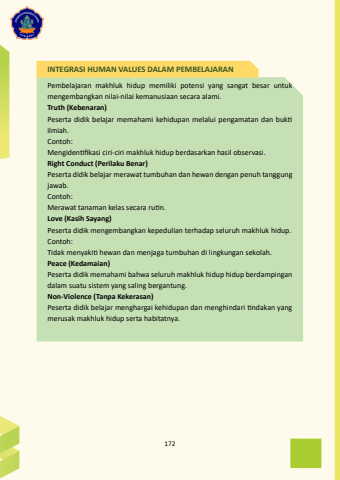 INTEGRASI HUMAN VALUES DALAM PEMBELAJARAN
Pembelajaran makhluk hidup memiliki potensi yang sangat besar untuk
mengembangkan nilai-nilai kemanusiaan secara alami.
Truth (Kebenaran)
Peserta didik belajar memahami kehidupan melalui pengamatan dan bukti
ilmiah.
Contoh:
Mengidentifikasi ciri-ciri makhluk hidup berdasarkan hasil observasi.
Right Conduct (Perilaku Benar)
Peserta didik belajar merawat tumbuhan dan hewan dengan penuh tanggung
jawab.
Contoh:
Merawat tanaman kelas secara rutin.
Love (Kasih Sayang)
Peserta didik mengembangkan kepedulian terhadap seluruh makhluk hidup.
Contoh:
Tidak menyakiti hewan dan menjaga tumbuhan di lingkungan sekolah.
Peace (Kedamaian)
Peserta didik memahami bahwa seluruh makhluk hidup hidup berdampingan
dalam suatu sistem yang saling bergantung.
Non-Violence (Tanpa Kekerasan)
Peserta didik belajar menghargai kehidupan dan menghindari tindakan yang
merusak makhluk hidup serta habitatnya.
172